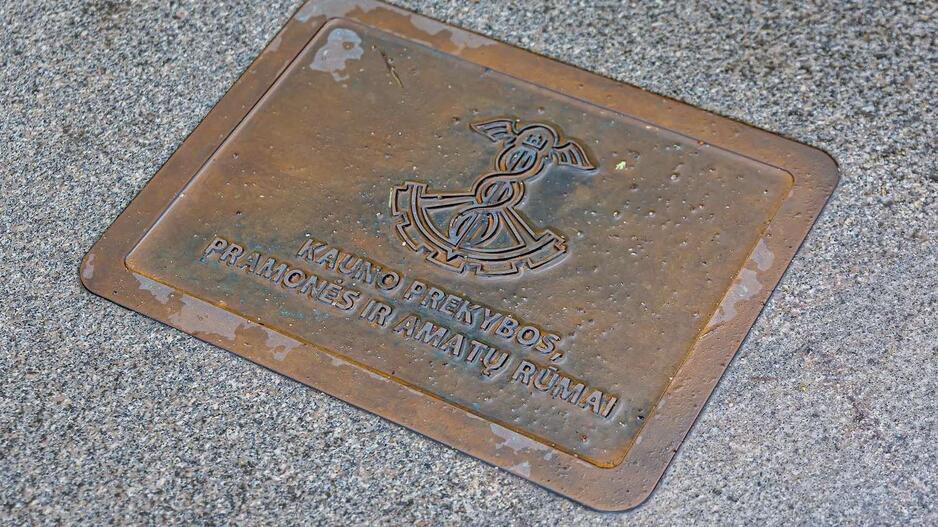 KAUNO PREKYBOS,
PRAMONĖS IR AMATŲ RŪMAI